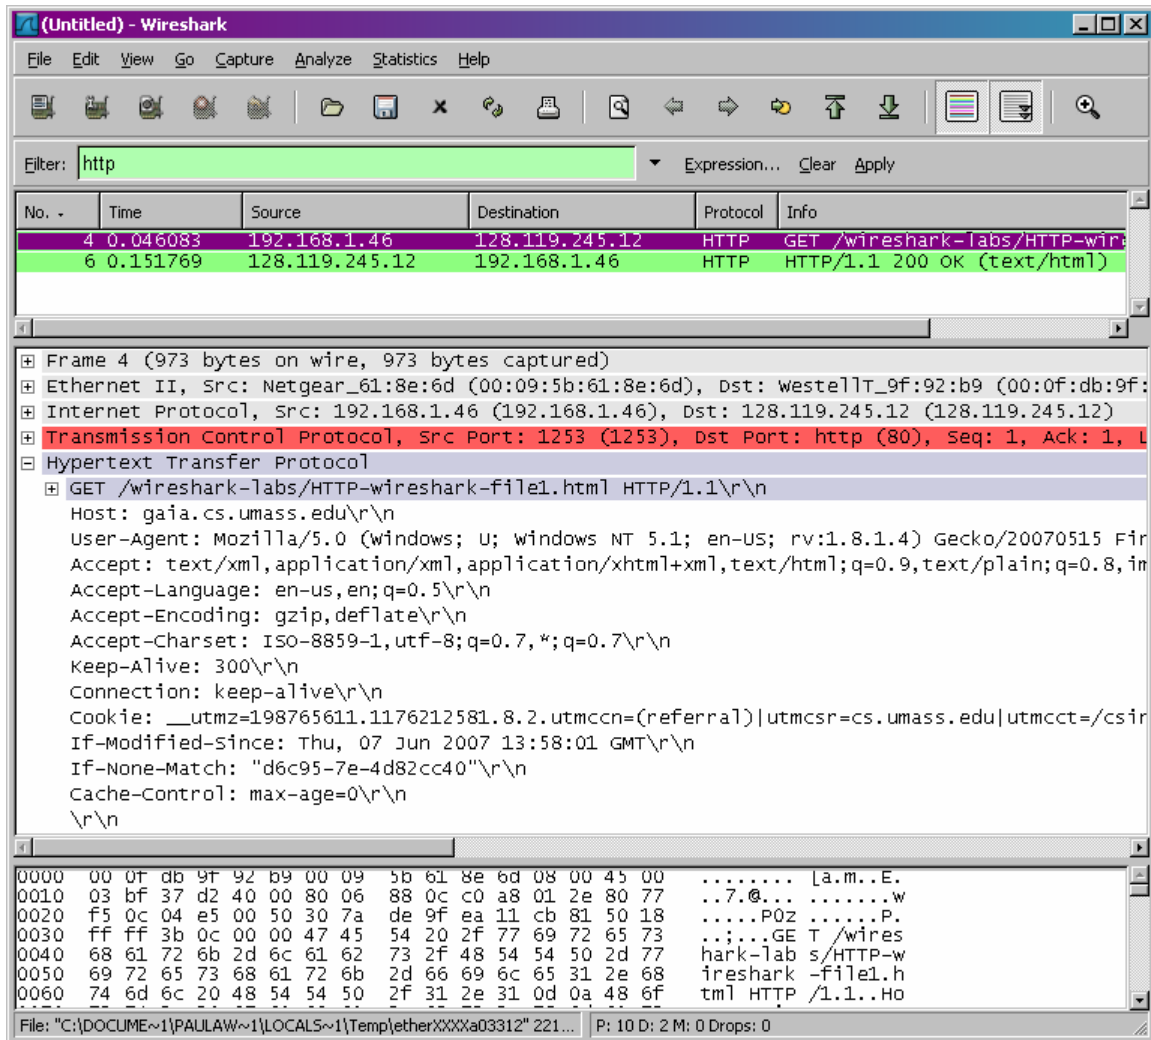 (Untitled) - Wireshark
File Edit View Go Capture Analyze Statistics Help
Filter: http Expression... Clear Apply
No. Time Source Destination Protocol Info
4 0.046083 192.168.1.46 128.119.245.12 HTTP GET /wireshark-labs/HTTP-wire
6 0.151769 128.119.245.12 192.168.1.46 HTTP HTTP/1.1 200 OK (text/html)
Frame 4 (973 bytes on wire, 973 bytes captured)
Ethernet II, Src: Netgear_61:8e:6d (00:09:5b:61:8e:6d), Dst: WestellT_9f:92:b9 (00:0f:db:9f:
Internet Protocol, Src: 192.168.1.46 (192.168.1.46), Dst: 128.119.245.12 (128.119.245.12)
Transmission Control Protocol, Src Port: 1253 (1253), Dst Port: http (80), Seq: 1, Ack: 1, L
Hypertext Transfer Protocol
GET /wireshark-labs/HTTP-wireshark-file1.html HTTP/1.1\r\n
Host: gaia.cs.umass.edu\r\n
User-Agent: Mozilla/5.0 (Windows; U; Windows NT 5.1; en-US; rv:1.8.1.4) Gecko/20070515 Fir
Accept: text/xml,application/xml,application/xhtml+xml,text/html;q=0.9,text/plain;q=0.8,im
Accept-Language: en-us,en;q=0.5\r\n
Accept-Encoding: gzip,deflate\r\n
Accept-Charset: ISO-8859-1,utf-8;q=0.7,*;q=0.7\r\n
Keep-Alive: 300\r\n
Connection: keep-alive\r\n
Cookie: __utmz=198765611.1176212581.8.2.utmccn=(referral)|utmcsr=cs.umass.edu|utmcct=/csin
If-Modified-Since: Thu, 07 Jun 2007 13:58:01 GMT\r\n
If-None-Match: "d6c95-7e-4d82cc40"\r\n
Cache-Control: max-age=0\r\n
\r\n
0000 00 0f db 9f 92 b9 00 09 5b 61 8e 6d 08 00 45 00 ........ [a.m..E.
0010 03 bf 37 d2 40 00 80 06 88 0c c0 a8 01 2e 80 77 ..7.@... .......w
0020 f5 0c 04 e5 00 50 30 7a de 9f ea 11 cb 81 50 18 .....P0z ......P.
0030 ff ff 3b 0c 00 00 47 45 54 20 2f 77 69 72 65 73 ..;...GE T /wires
0040 68 61 72 6b 2d 6c 61 62 73 2f 48 54 54 50 2d 77 hark-lab s/HTTP-w
0050 69 72 65 73 68 61 72 6b 2d 66 69 6c 65 31 2e 68 ireshark -file1.h
0060 74 6d 6c 20 48 54 54 50 2f 31 2e 31 0d 0a 48 6f tml HTTP /1.1..Ho
File: "C:\DOCUME~1\PAULAW~1\LOCALS~1\Temp\etherXXXXa03312" 221... P: 10 D: 2 M: 0 Drops: 0